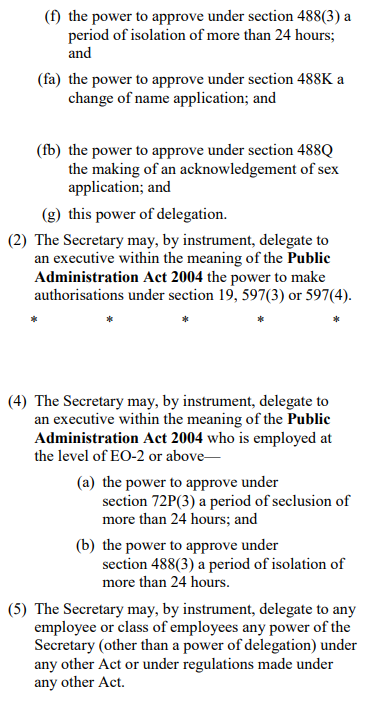 (f) the power to approve under section 488(3) a
period of isolation of more than 24 hours;
and
(fa) the power to approve under section 488K a
change of name application; and
(fb) the power to approve under section 488Q
the making of an acknowledgement of sex
application; and
(g) this power of delegation.
(2) The Secretary may, by instrument, delegate to
an executive within the meaning of the Public
Administration Act 2004 the power to make
authorisations under section 19, 597(3) or 597(4).
* * * * *
(4) The Secretary may, by instrument, delegate to
an executive within the meaning of the Public
Administration Act 2004 who is employed at
the level of EO-2 or above—
(a) the power to approve under
section 72P(3) a period of seclusion of
more than 24 hours; and
(b) the power to approve under
section 488(3) a period of isolation of
more than 24 hours.
(5) The Secretary may, by instrument, delegate to any
employee or class of employees any power of the
Secretary (other than a power of delegation) under
any other Act or under regulations made under
any other Act.